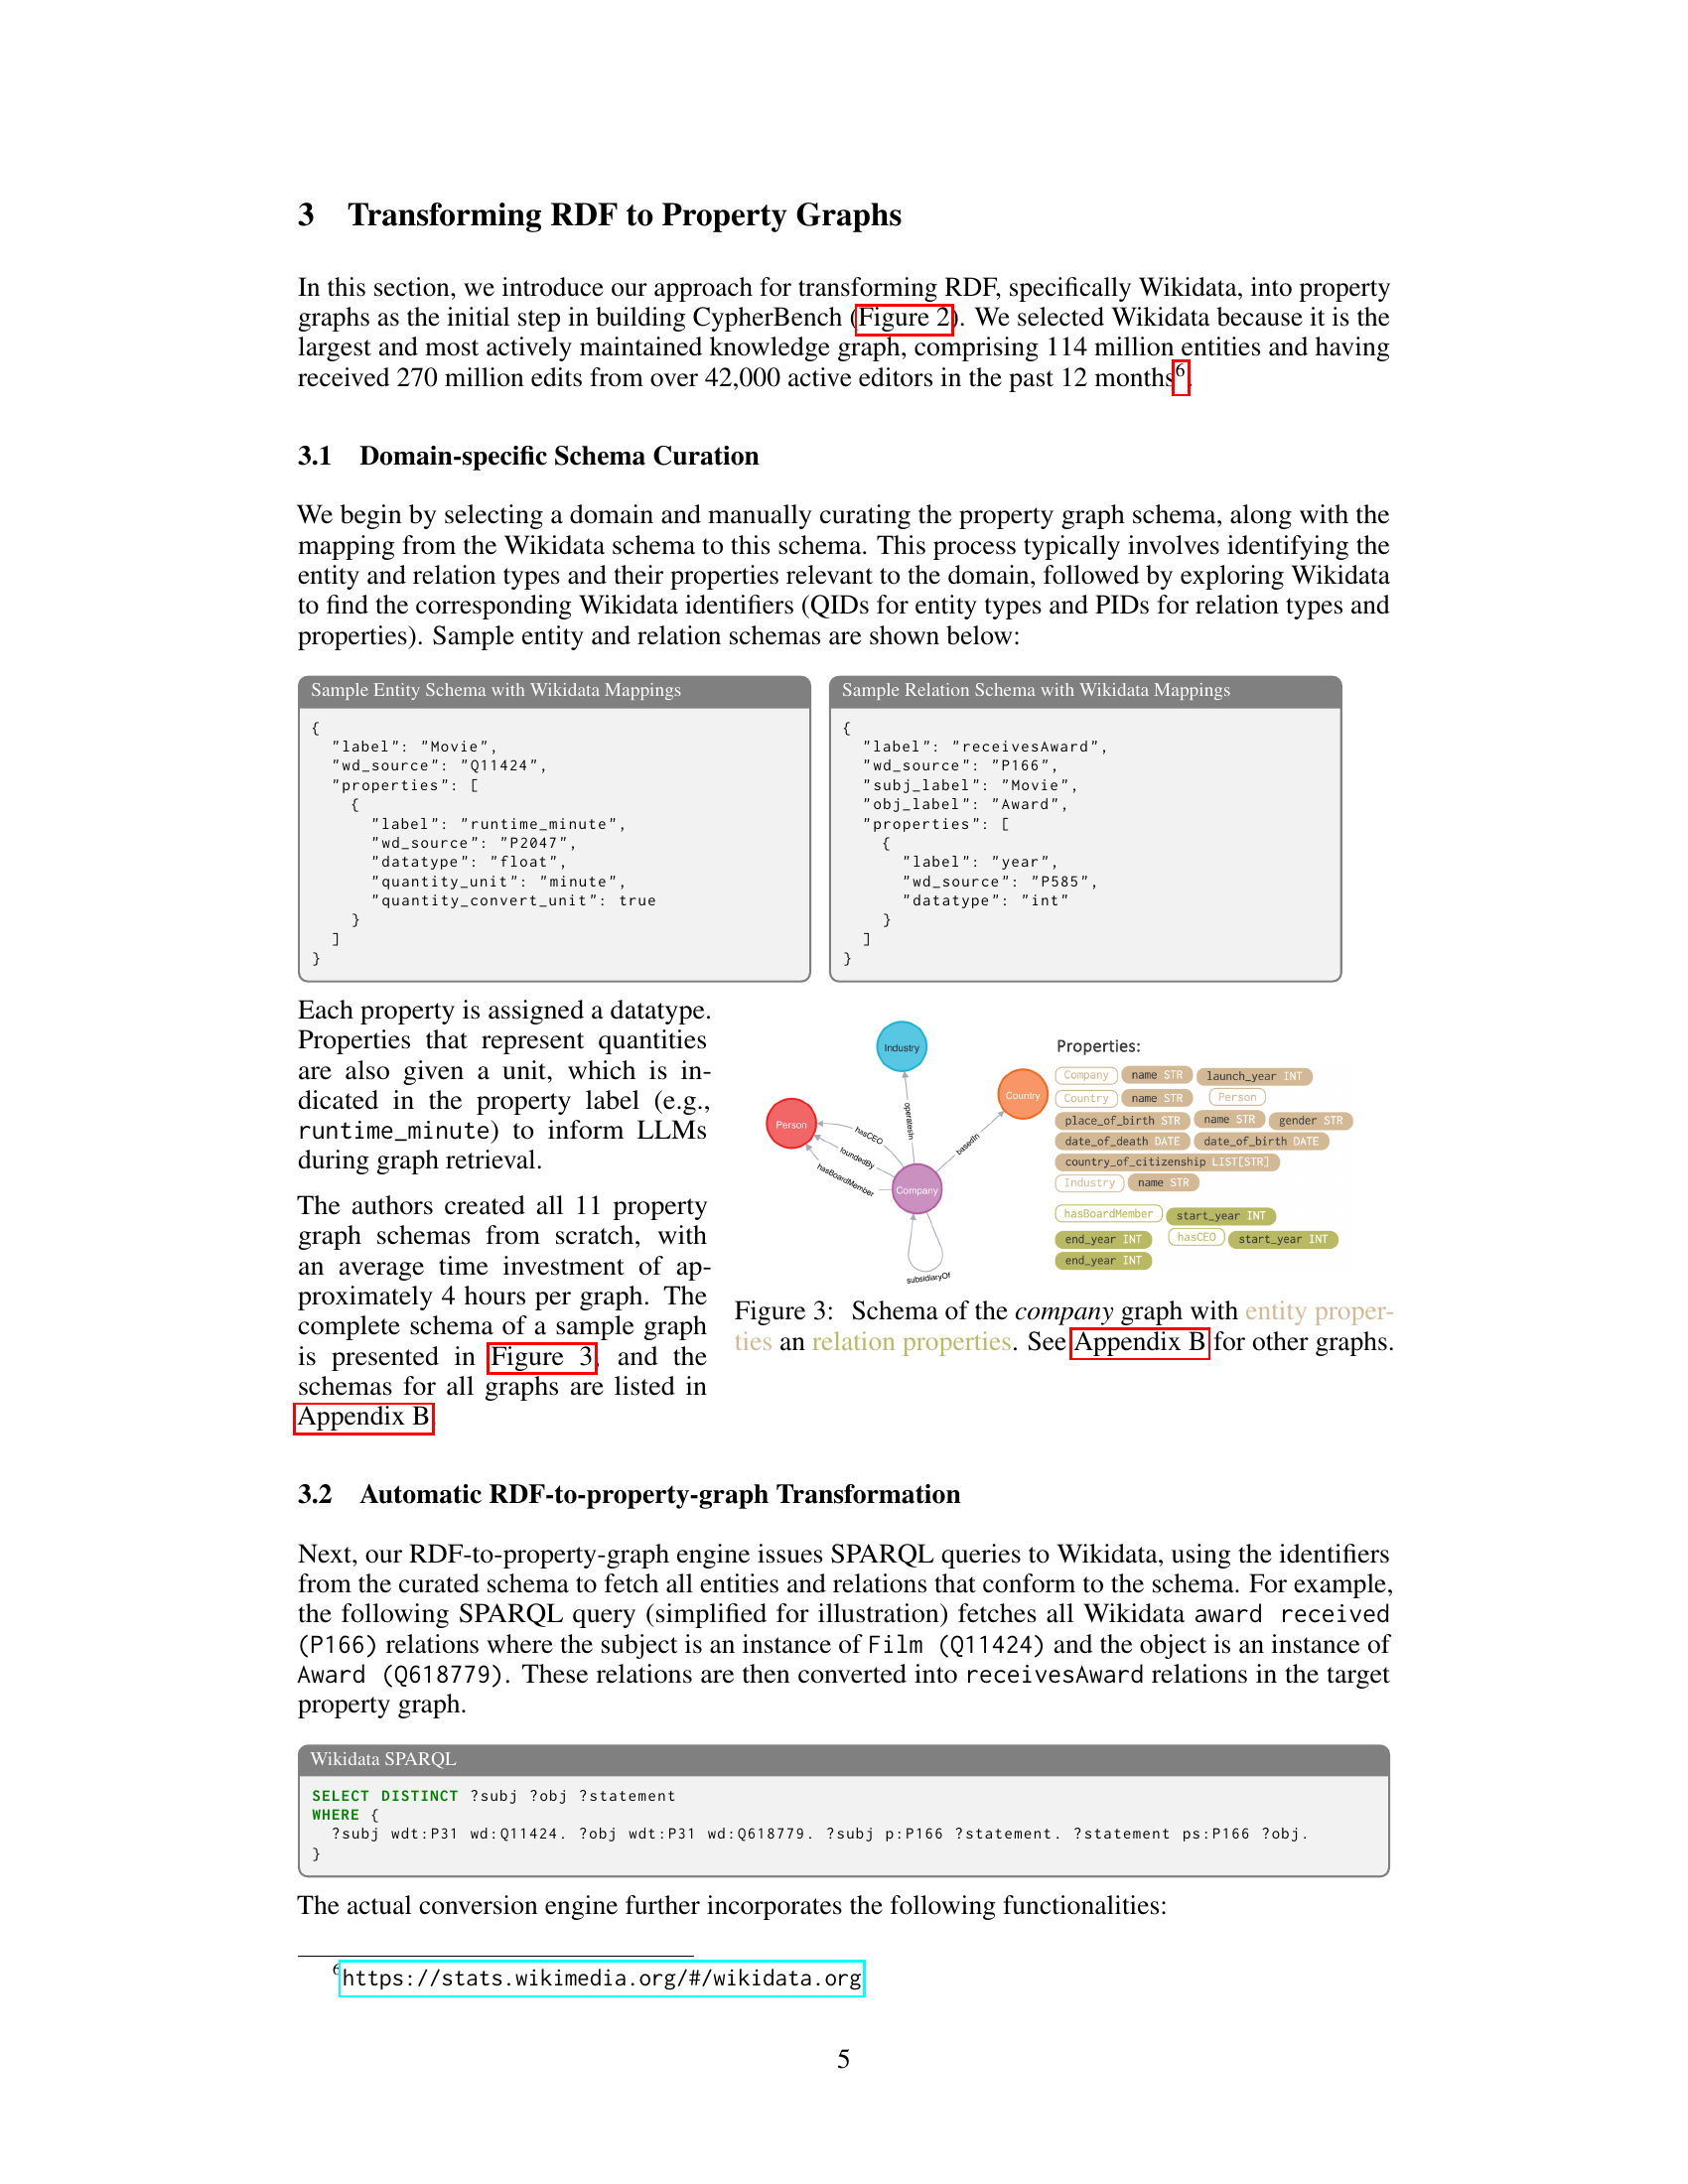 3 Transforming RDF to Property Graphs
In this section, we introduce our approach for transforming RDF, specifically Wikidata, into property
graphs as the initial step in building CypherBench (Figure 2). We selected Wikidata because it is the
largest and most actively maintained knowledge graph, comprising 114 million entities and having
received 270 million edits from over 42,000 active editors in the past 12 months6.
3.1 Domain-specific Schema Curation
We begin by selecting a domain and manually curating the property graph schema, along with the
mapping from the Wikidata schema to this schema. This process typically involves identifying the
entity and relation types and their properties relevant to the domain, followed by exploring Wikidata
to find the corresponding Wikidata identifiers (QIDs for entity types and PIDs for relation types and
properties). Sample entity and relation schemas are shown below:
Sample Entity Schema with Wikidata Mappings
{
"label": "Movie",
"wd_source": "Q11424",
"properties": [
{
"label": "runtime_minute",
"wd_source": "P2047",
"datatype": "float",
"quantity_unit": "minute",
"quantity_convert_unit": true
}
]
}
Sample Relation Schema with Wikidata Mappings
{
"label": "receivesAward",
"wd_source": "P166",
"subj_label": "Movie",
"obj_label": "Award",
"properties": [
{
"label": "year",
"wd_source": "P585",
"datatype": "int"
}
]
}
Each property is assigned a datatype.
Properties that represent quantities
are also given a unit, which is in-
dicated in the property label (e.g.,
runtime_minute) to inform LLMs
during graph retrieval.
The authors created all 11 property
graph schemas from scratch, with
an average time investment of ap-
proximately 4 hours per graph. The
complete schema of a sample graph
is presented in Figure 3, and the
schemas for all graphs are listed in
Appendix B.
Industry
Country
Person
Company
operatesIn
basedIn
hasCEO
foundedBy
hasBoardMember
subsidiaryOf
Properties:
Company name STR launch_year INT
Country name STR Person
place_of_birth STR name STR gender STR
date_of_death DATE date_of_birth DATE
country_of_citizenship LIST[STR]
Industry name STR
hasBoardMember start_year INT
end_year INT hasCEO start_year INT
end_year INT
Figure 3: Schema of the company graph with entity proper-
ties an relation properties. See Appendix B for other graphs.
3.2 Automatic RDF-to-property-graph Transformation
Next, our RDF-to-property-graph engine issues SPARQL queries to Wikidata, using the identifiers
from the curated schema to fetch all entities and relations that conform to the schema. For example,
the following SPARQL query (simplified for illustration) fetches all Wikidata award received
(P166) relations where the subject is an instance of Film (Q11424) and the object is an instance of
Award (Q618779). These relations are then converted into receivesAward relations in the target
property graph.
Wikidata SPARQL
SELECT DISTINCT ?subj ?obj ?statement
WHERE {
?subj wdt:P31 wd:Q11424. ?obj wdt:P31 wd:Q618779. ?subj p:P166 ?statement. ?statement ps:P166 ?obj.
}
The actual conversion engine further incorporates the following functionalities:
6https://stats.wikimedia.org/#/wikidata.org
5